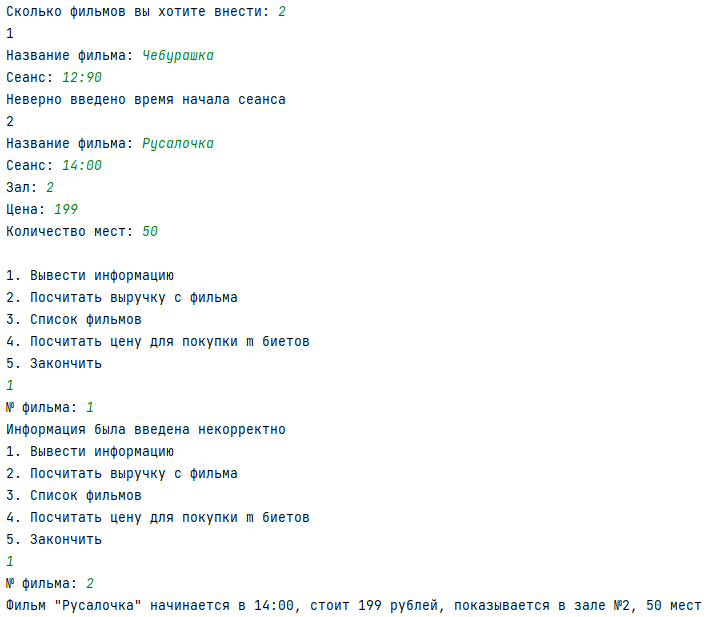 Сколько фильмов вы хотите внести: 2
1
Название фильма: Чебурашка
Сеанс: 12:90
Неверно введено время начала сеанса
2
Название фильма: Русалочка
Сеанс: 14:00
Зал: 2
Цена: 199
Количество мест: 50
1. Вывести информацию
2. Посчитать выручку с фильма
3. Список фильмов
4. Посчитать цену для покупки m биетов
5. Закончить
1
№ фильма: 1
Информация была введена некорректно
1. Вывести информацию
2. Посчитать выручку с фильма
3. Список фильмов
4. Посчитать цену для покупки m биетов
5. Закончить
1
№ фильма: 2
Фильм "Русалочка" начинается в 14:00, стоит 199 рублей, показывается в зале №2, 50 мест